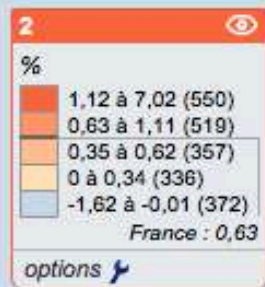 2
%
1,12 à 7,02 (550)
0,63 à 1,11 (519)
0,35 à 0,62 (357)
0 à 0,34 (336)
-1,62 à -0,01 (372)
France : 0,63
options